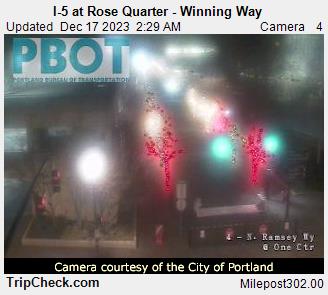 I-5 at Rose Quarter - Winning Way
Updated Dec 17 2023 2:29 AM Camera 4
PBOT
PORTLAND BUREAU OF TRANSPORTATION
4 - N. Ramsey Wy
@ One Ctr
Camera courtesy of the City of Portland
TripCheck.com Milepost302.00